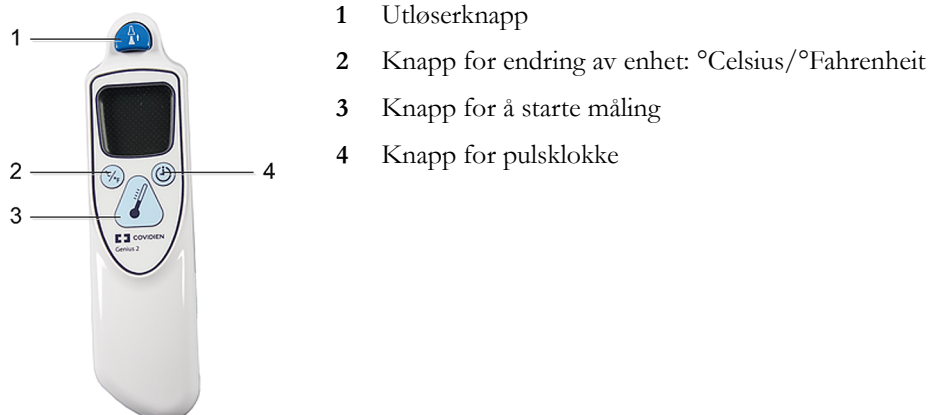 1 Utløserknapp
2 Knapp for endring av enhet: °Celsius/°Fahrenheit
3 Knapp for å starte måling
4 Knapp for pulsklokke
1
2
4
3
COVIDIEN
Genius 2